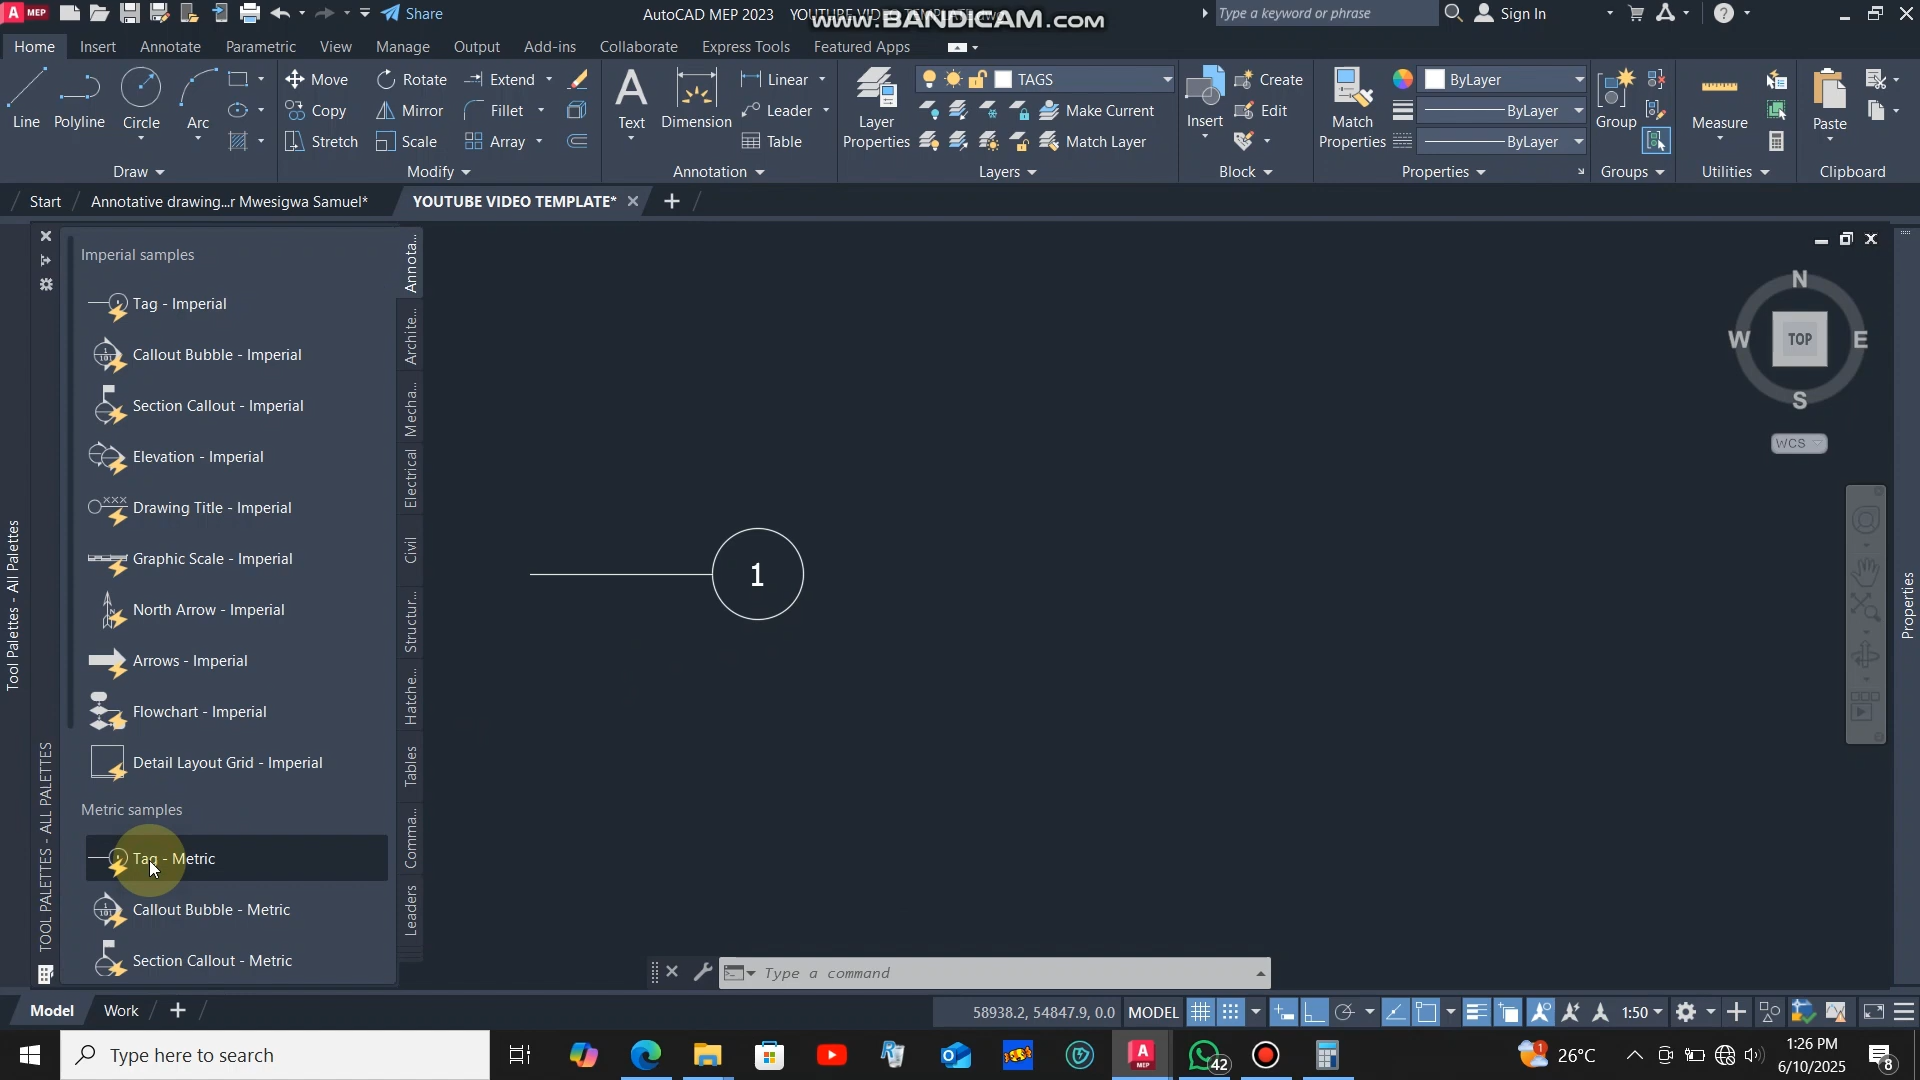 A MEP Share AutoCAD MEP 2023 YOUTUBE VIDEO TEMPLATE.dwg Type a keyword or phrase Sign In
www.BANDICAM.com
Home Insert Annotate Parametric View Manage Output Add-ins Collaborate Express Tools Featured Apps
Move Rotate Extend Linear TAGS Create ByLayer
Line Polyline Circle Arc Copy Mirror Fillet Text Dimension Leader Layer Properties Make Current Insert Edit Match Properties ByLayer Group Measure Paste
Stretch Scale Array Table Match Layer ByLayer
Draw Modify Annotation Layers Block Properties Groups Utilities Clipboard
Start Annotative drawing...r Mwesigwa Samuel* YOUTUBE VIDEO TEMPLATE*
Imperial samples
Tag - Imperial
Callout Bubble - Imperial
Section Callout - Imperial
Elevation - Imperial
Drawing Title - Imperial
Graphic Scale - Imperial
North Arrow - Imperial
Arrows - Imperial
Flowchart - Imperial
Detail Layout Grid - Imperial
Metric samples
Tag - Metric
Callout Bubble - Metric
Section Callout - Metric
Annota...
Archite...
Mecha...
Electrical
Civil
Structur...
Hatche...
Tables
Comma...
Leaders
Tool Palettes - All Palettes
TOOL PALETTES - ALL PALETTES
1
N
W TOP E
S
WCS
Properties
Type a command
Model Work 58938.2, 54847.9, 0.0 MODEL 1:50
Type here to search 42 1 26°C 1:26 PM
6/10/2025 8